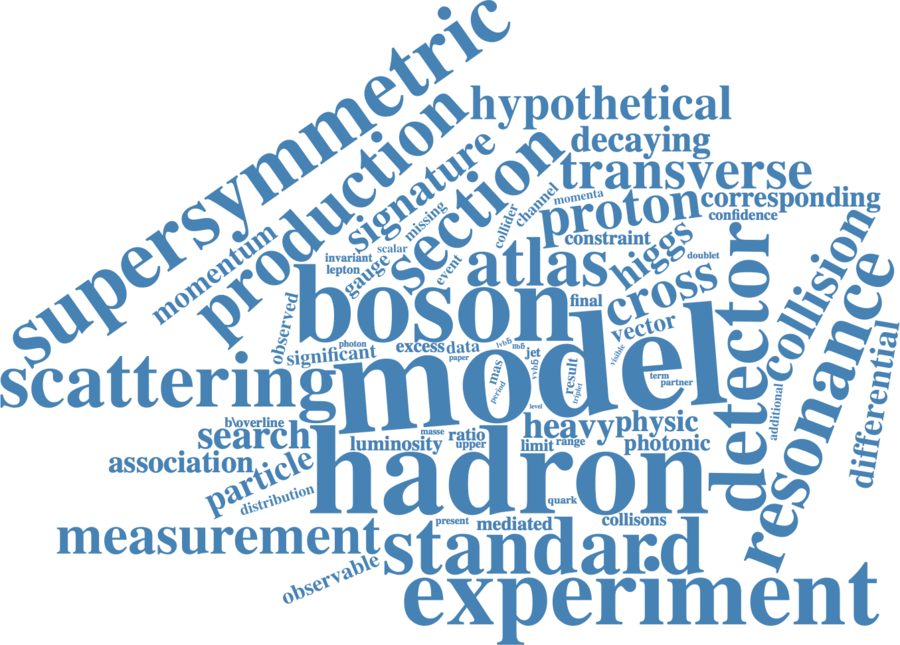 supersymmetric
hypothetical
production
decaying
signature
section
transverse
momenta
channel
proton
corresponding
confidence
missing
collider
constraint
momentum
scalar
invariant
lepton
gauge
event
atlas
higgs
doublet
detector
collisions
boson
final
cross
resonance
observed
photon
significant
excess
data
paper
lvbb̄
jet
vector
visible
differential
scattering
model
mas
period
vvbb̄
result
triplet
term
partner
additional
level
b\overline
search
masse
luminosity
ratio
upper
heavy
physic
limit
range
photonic
association
particle
hadron
distribution
quark
present
mediated
collisons
measurement
standard
observable
experiment